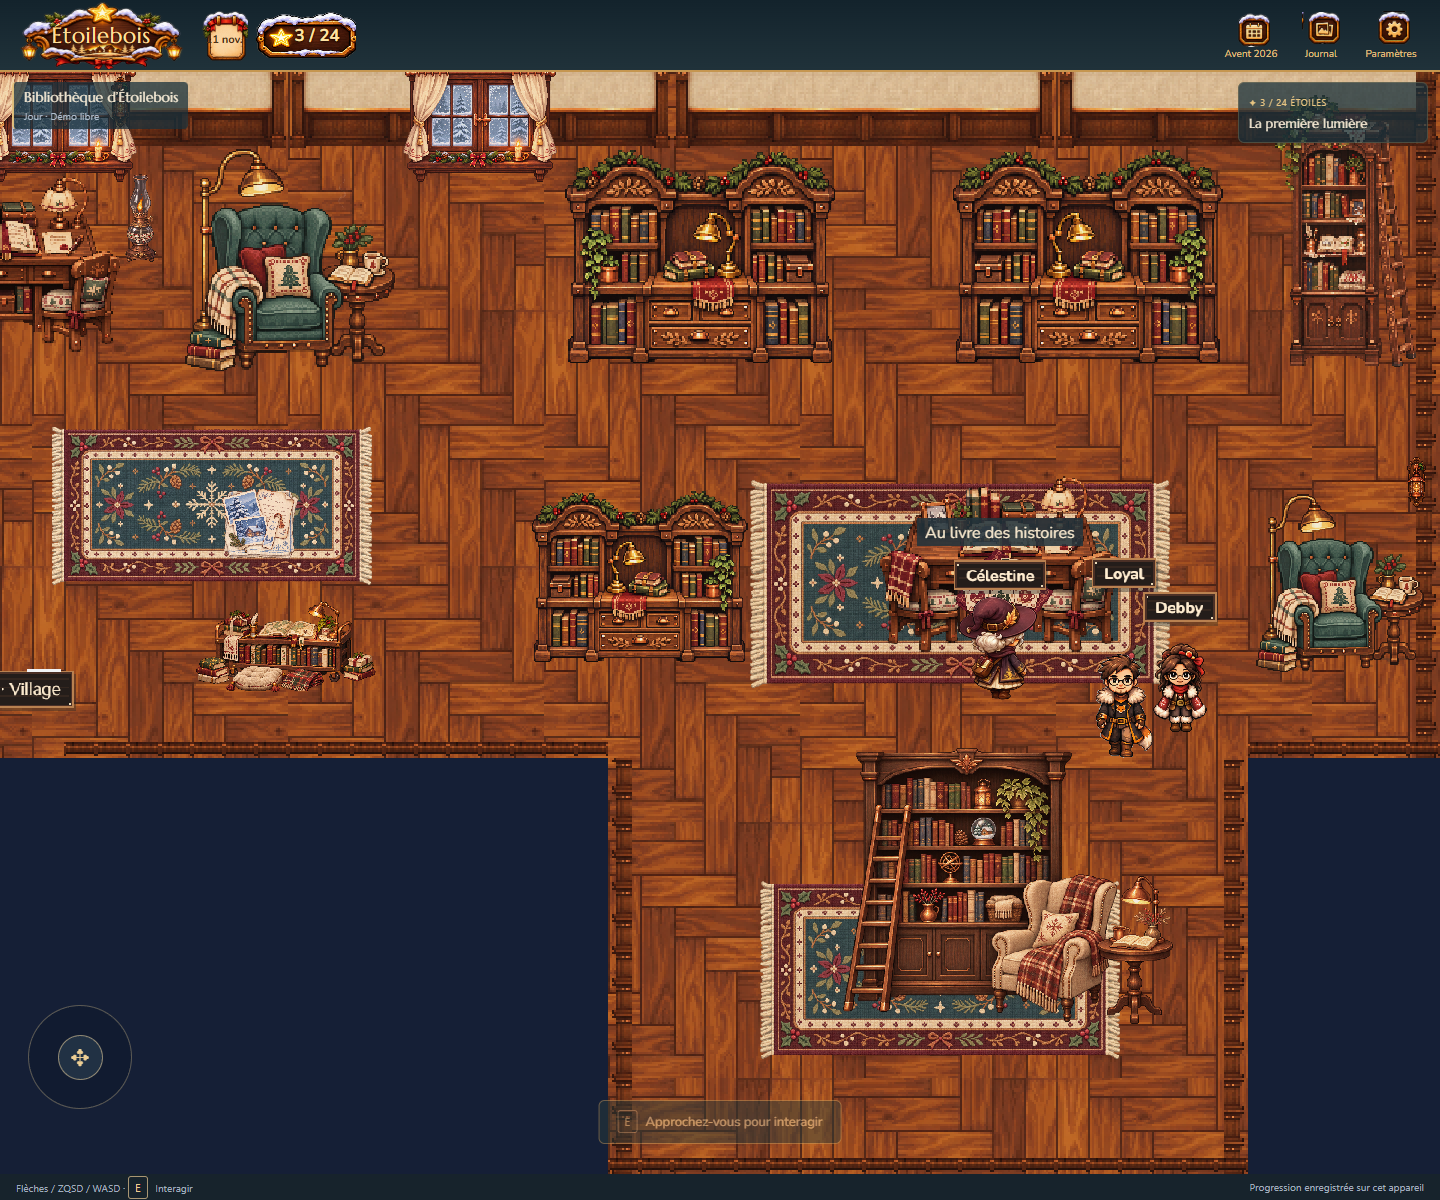 Étoilebois
1 nov.
3 / 24
Avent 2026
Journal
Paramètres
Bibliothèque d'Étoilebois
Jour · Démo libre
✦ 3 / 24 ÉTOILES
La première lumière
Au livre des histoires
Célestine
Loyal
Debby
· Village
E Approchez-vous pour interagir
Flèches / ZQSD / WASD · E Interagir
Progression enregistrée sur cet appareil